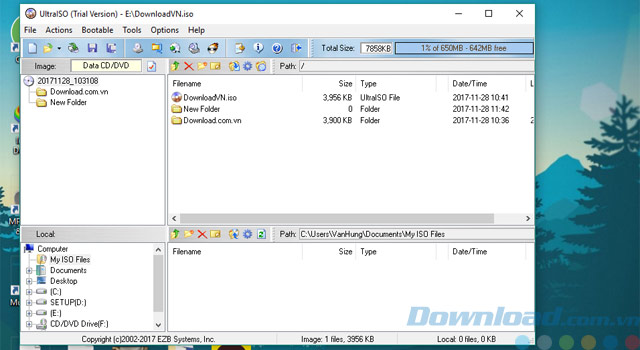 UltraISO (Trial Version) - E:\DownloadVN.iso
File Actions Bootable Tools Options Help
Total Size: 7858KB 1% of 650MB - 642MB free
Image: Data CD/DVD Path: /
20171128_103108
Download.com.vn
New Folder
Filename Size Type Date/Time
DownloadVN.iso 3,956 KB UltraISO File 2017-11-28 10:41
New Folder 0 Folder 2017-11-28 11:42
Download.com.vn 3,900 KB Folder 2017-11-28 10:36
Local: Path: C:\Users\VanHung\Documents\My ISO Files
Computer
My ISO Files
Documents
Desktop
(C:)
SETUP(D:)
(E:)
CD/DVD Drive(F:)
Filename Size Type Date/Time
Download.com.vn
Copyright (c)2002-2017 EZB Systems, Inc. Image: 1 files, 3956 KB Local: 0 files, 0 KB